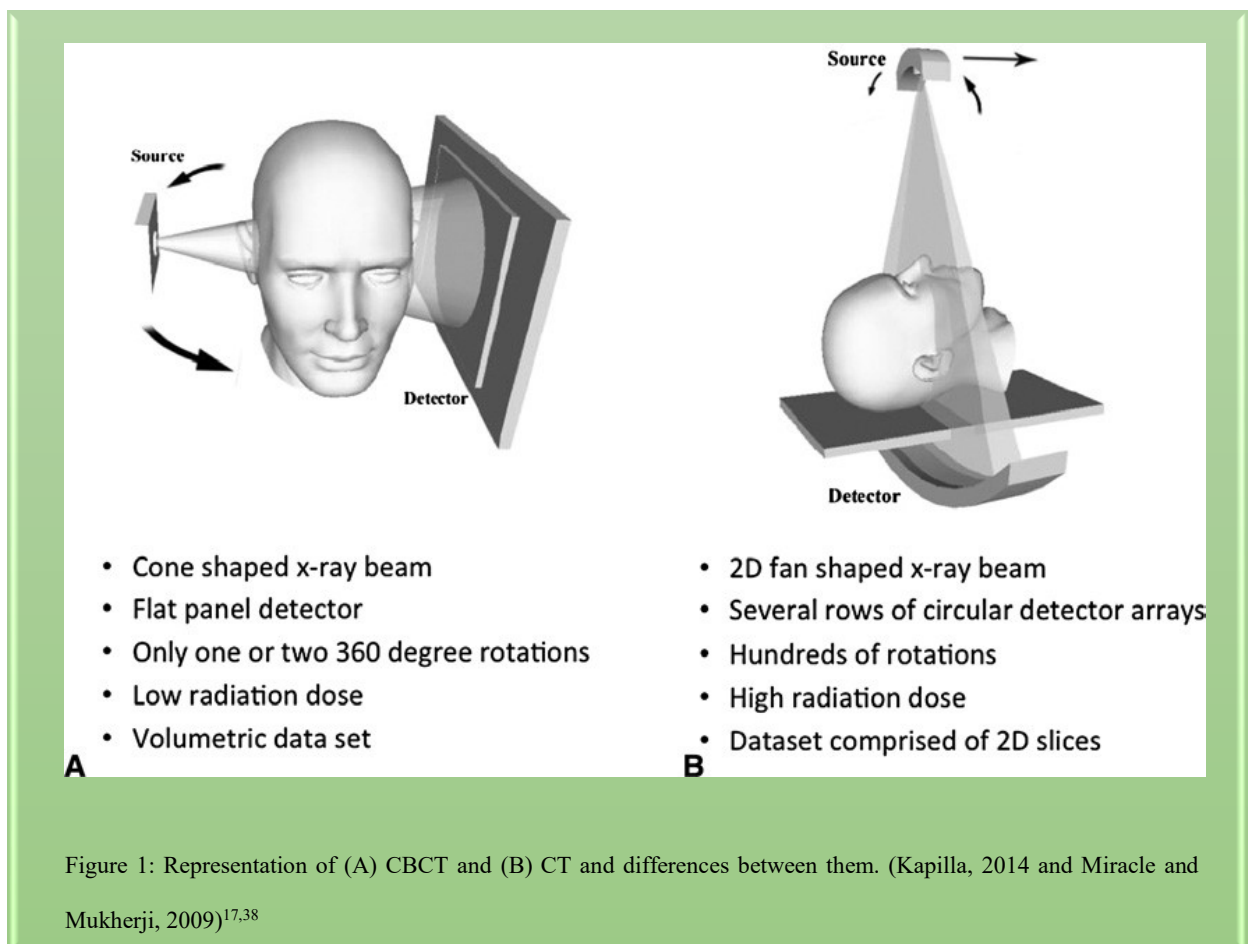 Source
Detector
• Cone shaped x-ray beam
• Flat panel detector
• Only one or two 360 degree rotations
• Low radiation dose
• Volumetric data set
A
Source
Detector
• 2D fan shaped x-ray beam
• Several rows of circular detector arrays
• Hundreds of rotations
• High radiation dose
• Dataset comprised of 2D slices
B
Figure 1: Representation of (A) CBCT and (B) CT and differences between them. (Kapilla, 2014 and Miracle and
Mukherji, 2009)17,38